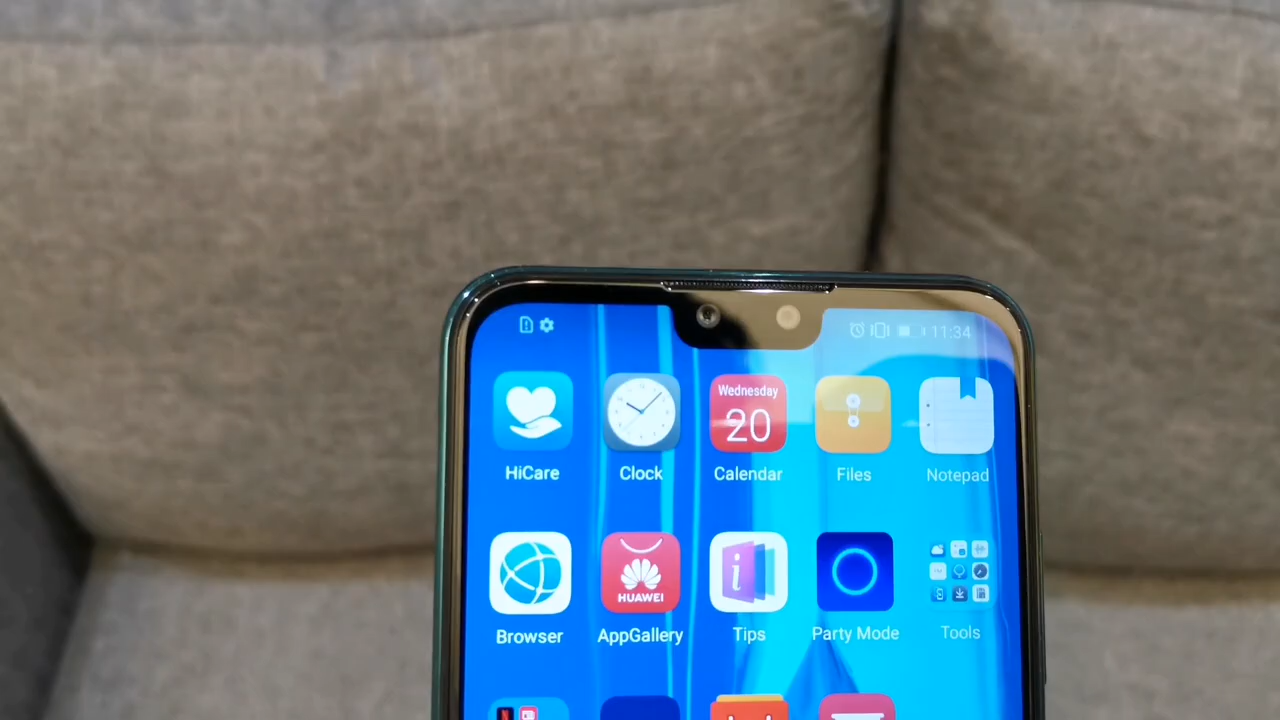 11:34
Wednesday
20
HiCare
Clock
Calendar
Files
Notepad
HUAWEI
Browser
AppGallery
Tips
Party Mode
Tools